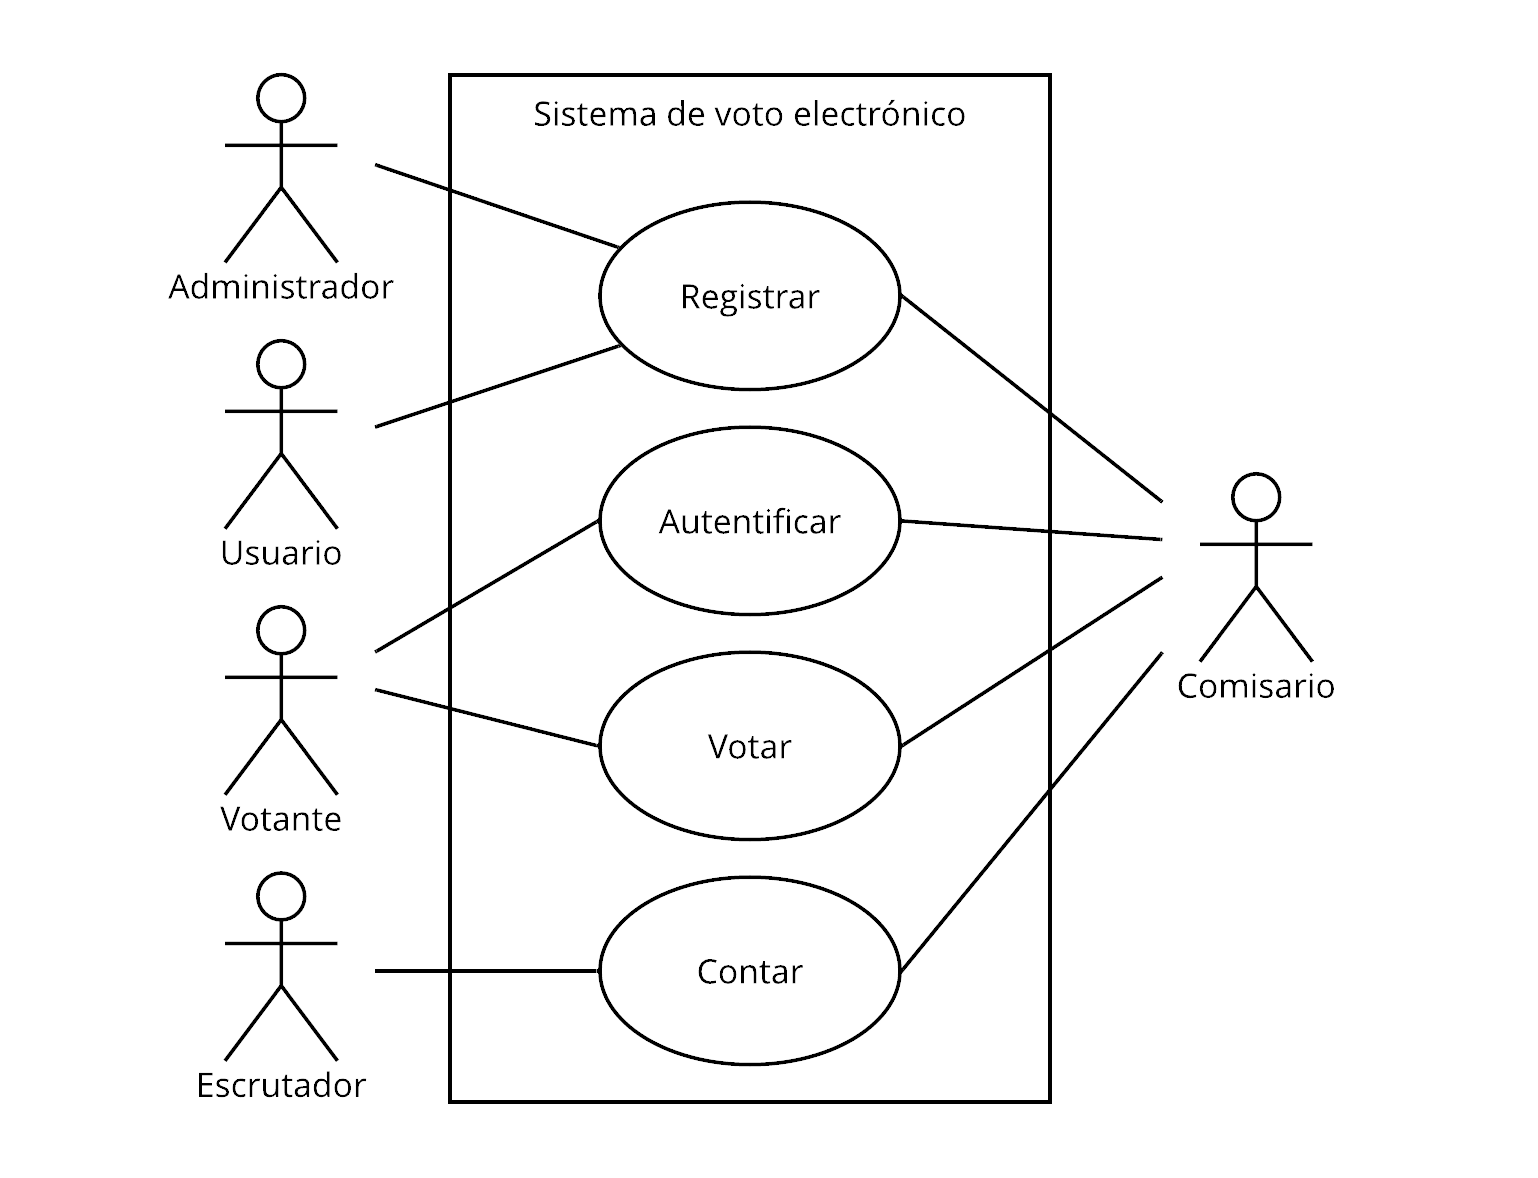 Sistema de voto electrónico
Administrador
Registrar
Usuario
Autentificar
Comisario
Votar
Votante
Contar
Escrutador